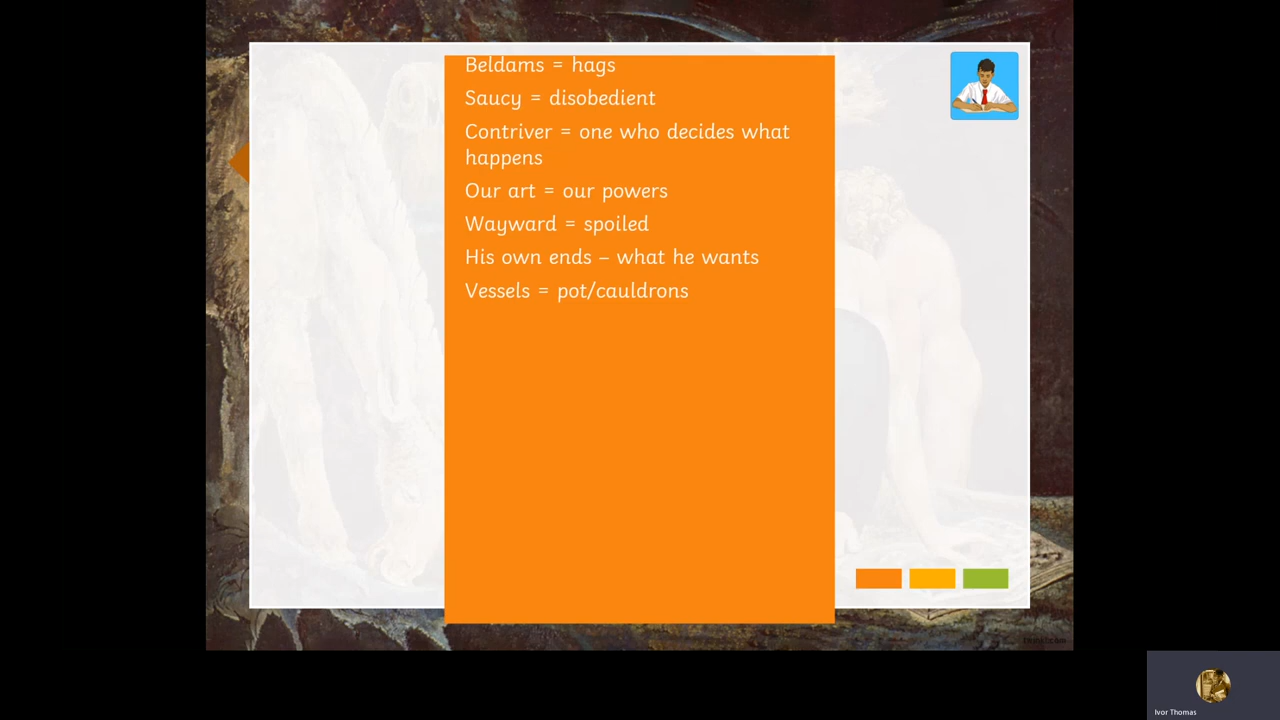 Beldams = hags
Saucy = disobedient
Contriver = one who decides what
happens
Our art = our powers
Wayward = spoiled
His own ends – what he wants
Vessels = pot/cauldrons
Ivor Thomas